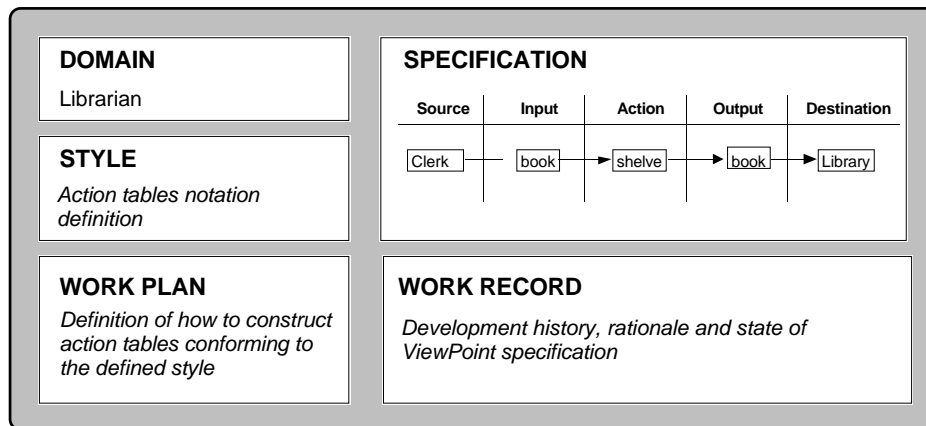 DOMAIN
Librarian
STYLE
Action tables notation
definition
WORK PLAN
Definition of how to construct
action tables conforming to
the defined style
SPECIFICATION
Source Input Action Output Destination
Clerk book shelve book Library
WORK RECORD
Development history, rationale and state of
ViewPoint specification